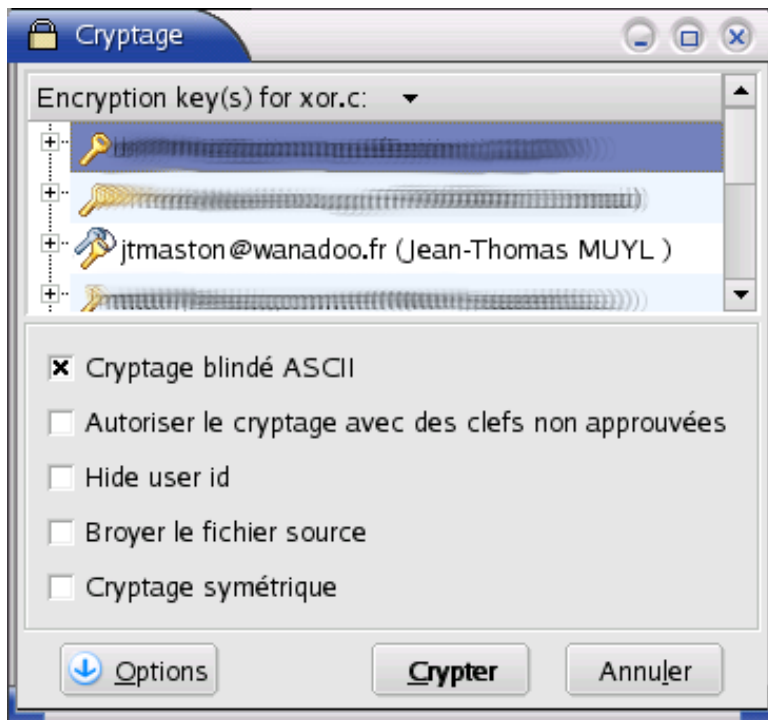 Cryptage
Encryption key(s) for xor.c:
jtmaston@wanadoo.fr (Jean-Thomas MUYL )
Cryptage blindé ASCII
Autoriser le cryptage avec des clefs non approuvées
Hide user id
Broyer le fichier source
Cryptage symétrique
Options Crypter Annuler